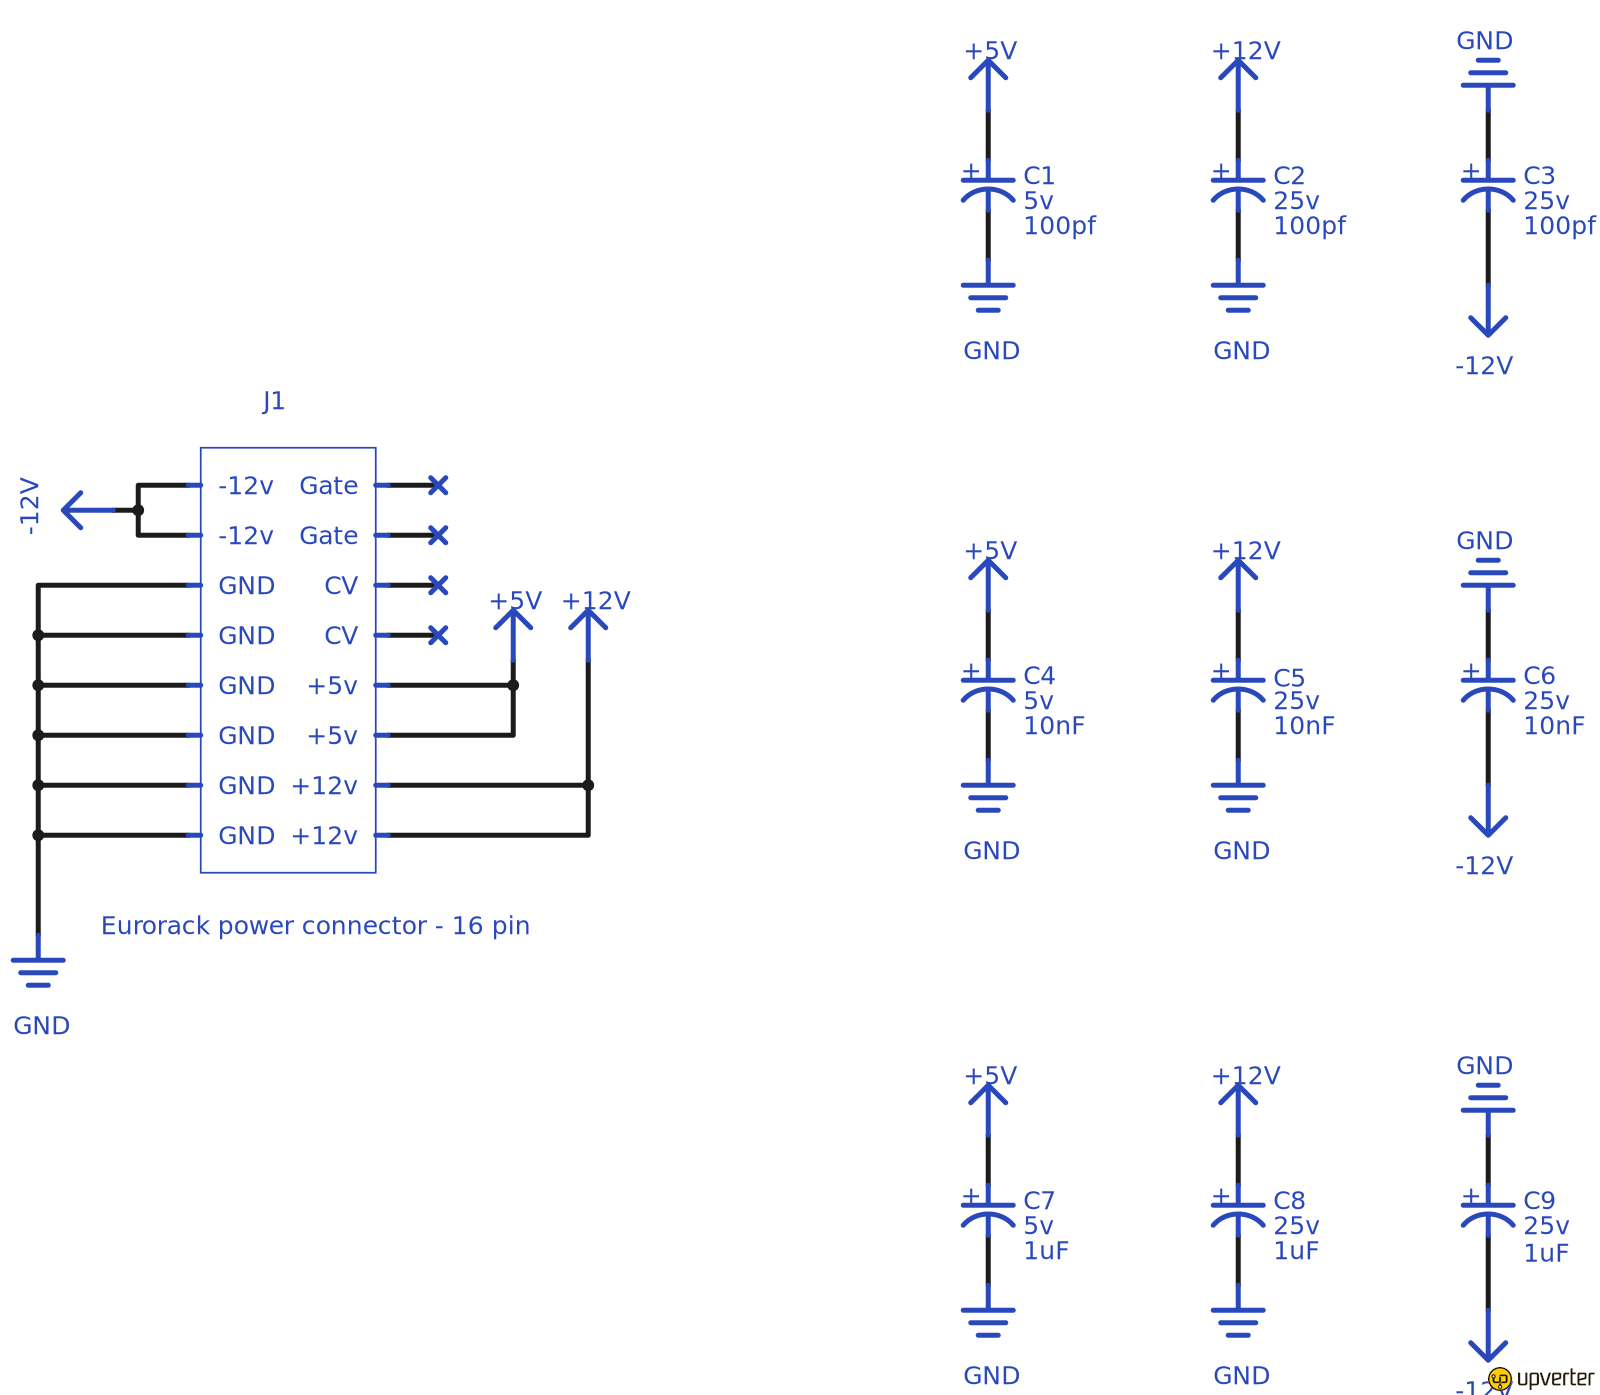 +5V
+12V
GND
+
C1
5v
100pf
+
C2
25v
100pf
+
C3
25v
100pf
GND
GND
-12V
J1
-12V
-12v Gate
-12v Gate
GND CV
GND CV
+5V +12V
GND +5v
GND +5v
GND +12v
GND +12v
Eurorack power connector - 16 pin
GND
+5V
+12V
GND
+
C4
5v
10nF
+
C5
25v
10nF
+
C6
25v
10nF
GND
GND
-12V
+5V
+12V
GND
+
C7
5v
1uF
+
C8
25v
1uF
+
C9
25v
1uF
GND
GND
-12V
upverter